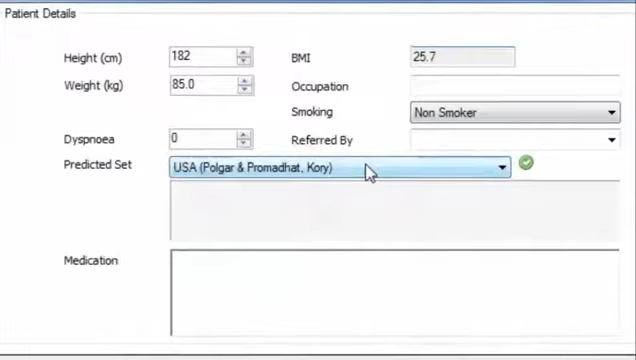 Patient Details
Height (cm) 182 BMI 25.7
Weight (kg) 85.0 Occupation
Smoking Non Smoker
Dyspnoea 0 Referred By
Predicted Set USA (Polgar & Promadhat, Kory)
Medication